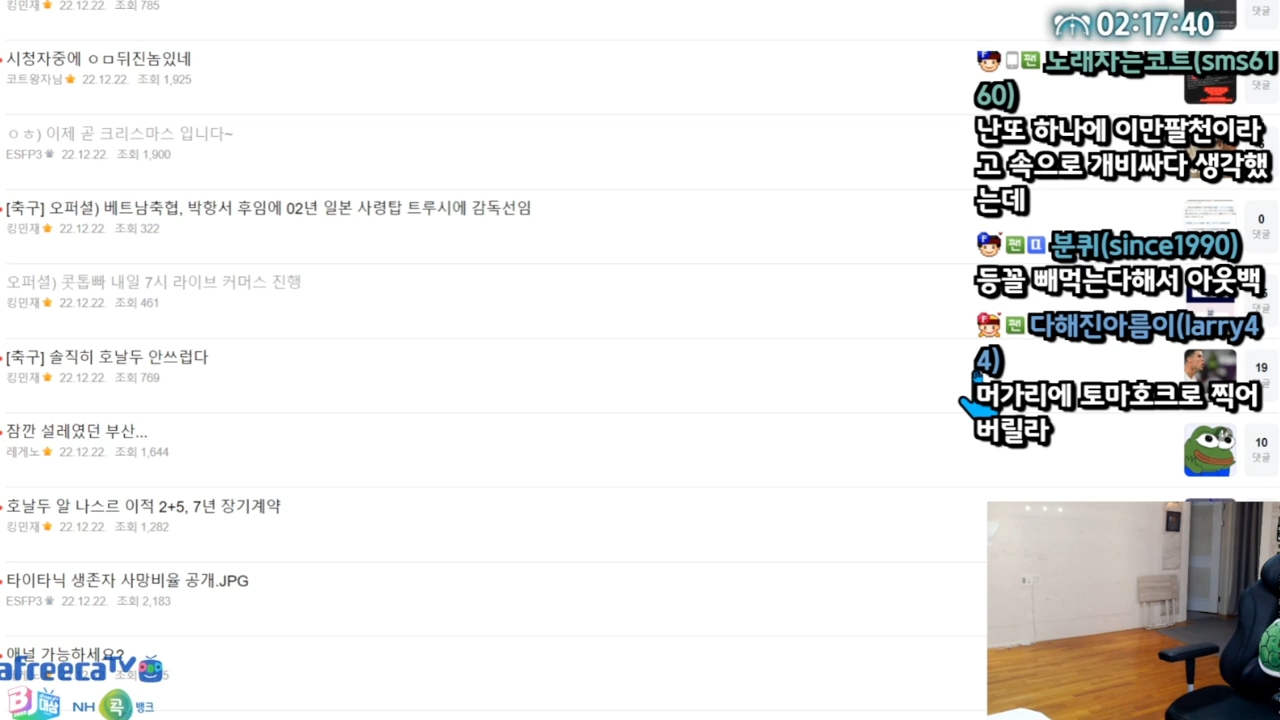 킹민재 22.12.22. 조회 785
시청자중에 ㅇㅁ뒤진놈있네
코트왕자님 22.12.22. 조회 1,925
ㅇㅎ) 이제 곧 크리스마스 입니다~
ESFP3 22.12.22. 조회 1,900
[축구] 오퍼셜) 베트남축협, 박항서 후임에 02년 일본 사령탑 트루시에 감독선임
킹민재 22.12.22. 조회 322
오퍼셜) 콧톱빠 내일 7시 라이브 커머스 진행
킹민재 22.12.22. 조회 461
[축구] 솔직히 호날두 안쓰럽다
킹민재 22.12.22. 조회 769
잠깐 설레였던 부산...
레게노 22.12.22. 조회 1,644
호날두 알 나스르 이적 2+5, 7년 장기계약
킹민재 22.12.22. 조회 1,282
타이타닉 생존자 사망비율 공개.JPG
ESFP3 22.12.22. 조회 2,183
애널 가능하세요?
afreecaTV
NH 콕 뱅크
02:17:40
댓글
팬 노래차는코트(sms61
60)
댓글
난또 하나에 이만팔천이라
고 속으로 개비싸다 생각했
는데
0
댓글
팬 분퀴(since1990)
등꼴 빼먹는다해서 아웃백
댓글
팬 다해진아름이(larry4
4)
19
머가리에 토마호크로 찍어
버릴라
10
댓글